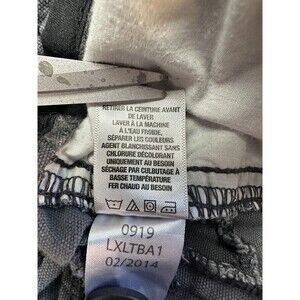 RETIRER LA CEINTURE AVANT
DE LAVER
LAVER À LA MACHINE
À L'EAU FROIDE,
SÉPARER LES COULEURS
AGENT BLANCHISSANT SANS
CHLORURE DÉCOLORANT
UNIQUEMENT AU BESOIN
SÉCHAGE PAR CULBUTAGE À
BASSE TEMPÉRATURE
FER CHAUD AU BESOIN
0919
LXLTBA1
02/2014